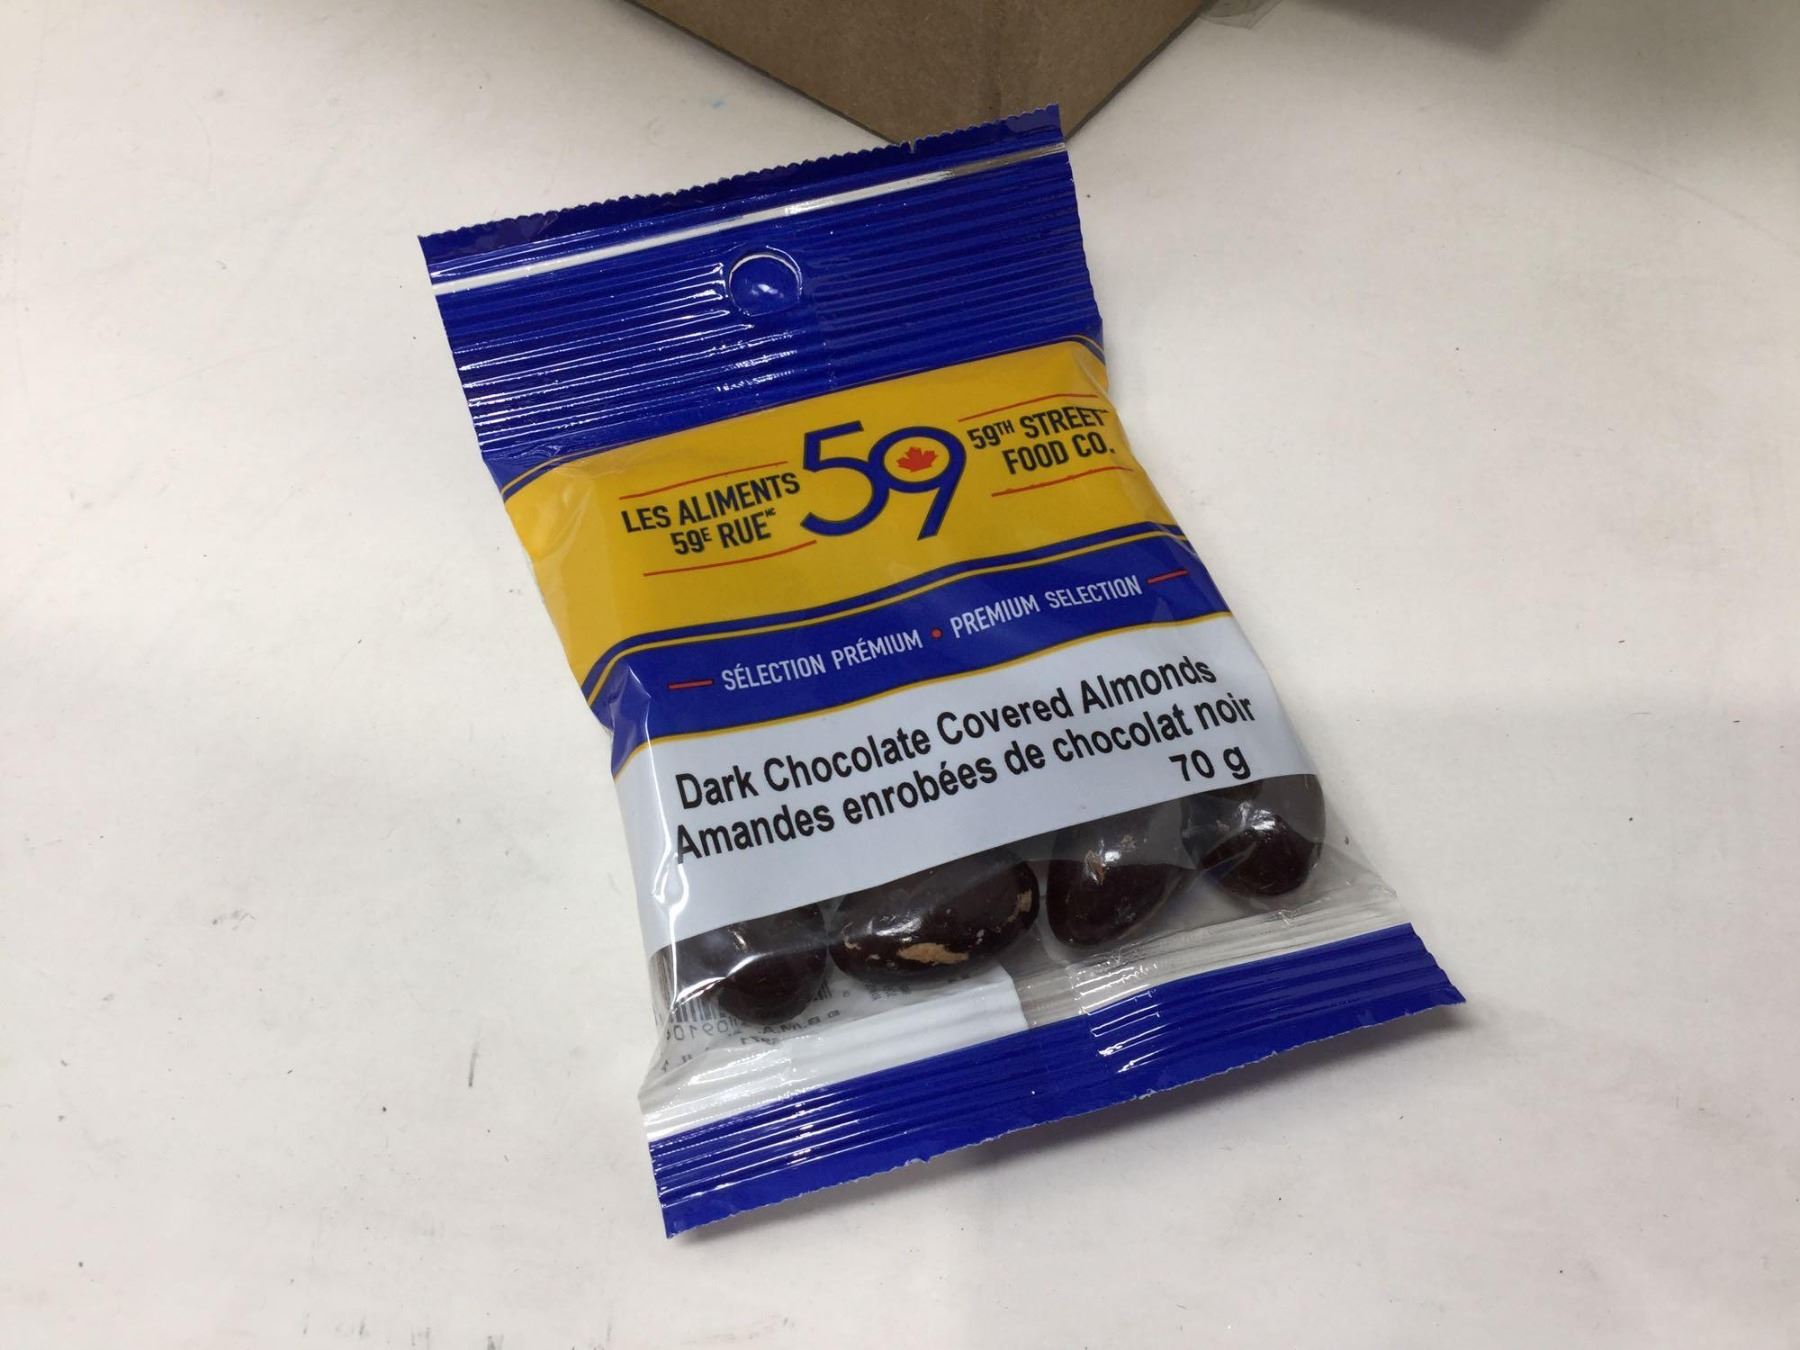 LES ALIMENTS
59E RUE MC
59
59TH STREET
FOOD CO.
SÉLECTION PRÉMIUM • PREMIUM SELECTION
Dark Chocolate Covered Almonds
Amandes enrobées de chocolat noir
70 g